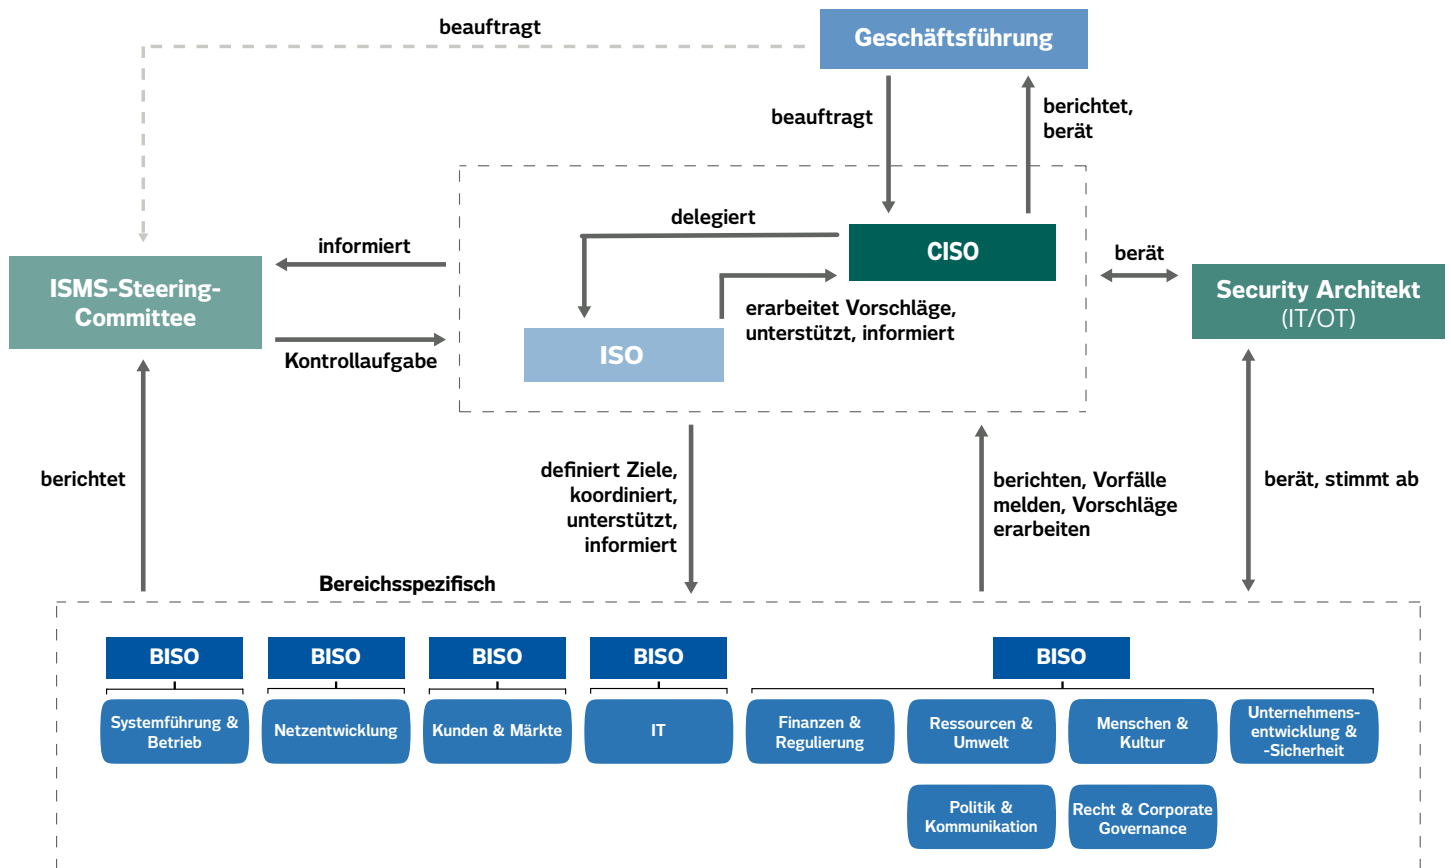 beauftragt
Geschäftsführung
beauftragt
berichtet,
berät
delegiert
informiert
CISO
berät
ISMS-Steering-
Committee
Security Architekt
(IT/OT)
erarbeitet Vorschläge,
unterstützt, informiert
ISO
Kontrollaufgabe
berichtet
definiert Ziele,
koordiniert,
unterstützt,
informiert
berichten, Vorfälle
melden, Vorschläge
erarbeiten
berät, stimmt ab
Bereichsspezifisch
BISO
BISO
BISO
BISO
BISO
Systemführung &
Betrieb
Netzentwicklung
Kunden & Märkte
IT
Finanzen &
Regulierung
Ressourcen &
Umwelt
Menschen &
Kultur
Unternehmens-
entwicklung &
-Sicherheit
Politik &
Kommunikation
Recht & Corporate
Governance